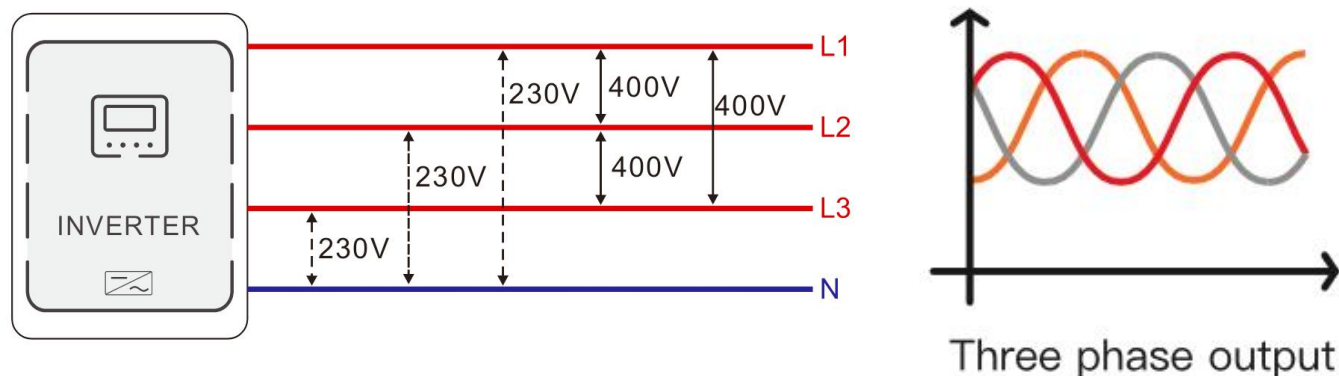 L1
230V
400V
400V
L2
230V
400V
INVERTER
L3
230V
N
Three phase output